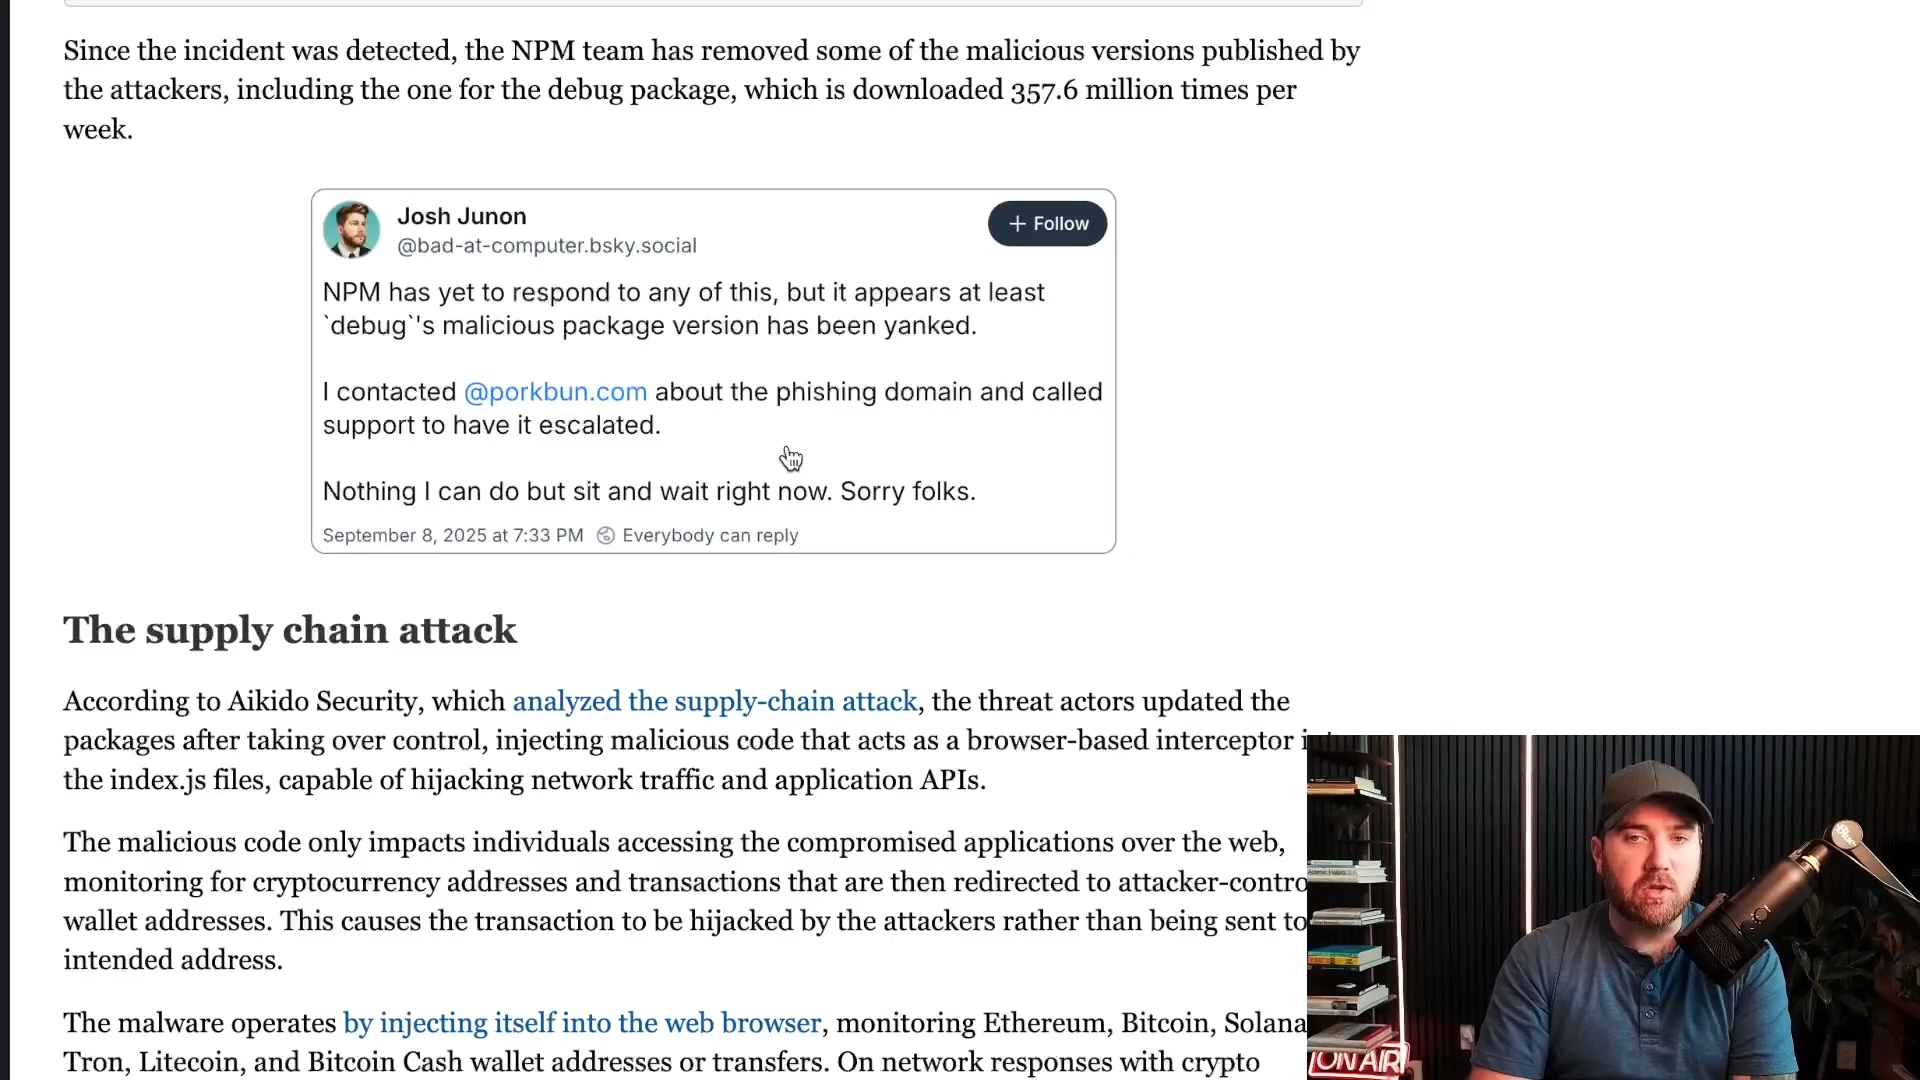 Since the incident was detected, the NPM team has removed some of the malicious versions published by
the attackers, including the one for the debug package, which is downloaded 357.6 million times per
week.
Josh Junon
@bad-at-computer.bsky.social
+ Follow
NPM has yet to respond to any of this, but it appears at least
`debug`'s malicious package version has been yanked.
I contacted @porkbun.com about the phishing domain and called
support to have it escalated.
Nothing I can do but sit and wait right now. Sorry folks.
September 8, 2025 at 7:33 PM Everybody can reply
The supply chain attack
According to Aikido Security, which analyzed the supply-chain attack, the threat actors updated the
packages after taking over control, injecting malicious code that acts as a browser-based interceptor
the index.js files, capable of hijacking network traffic and application APIs.
The malicious code only impacts individuals accessing the compromised applications over the web,
monitoring for cryptocurrency addresses and transactions that are then redirected to attacker-contro
wallet addresses. This causes the transaction to be hijacked by the attackers rather than being sent to
intended address.
The malware operates by injecting itself into the web browser, monitoring Ethereum, Bitcoin, Solana
Tron, Litecoin, and Bitcoin Cash wallet addresses or transfers. On network responses with crypto
Blue
ON AIR